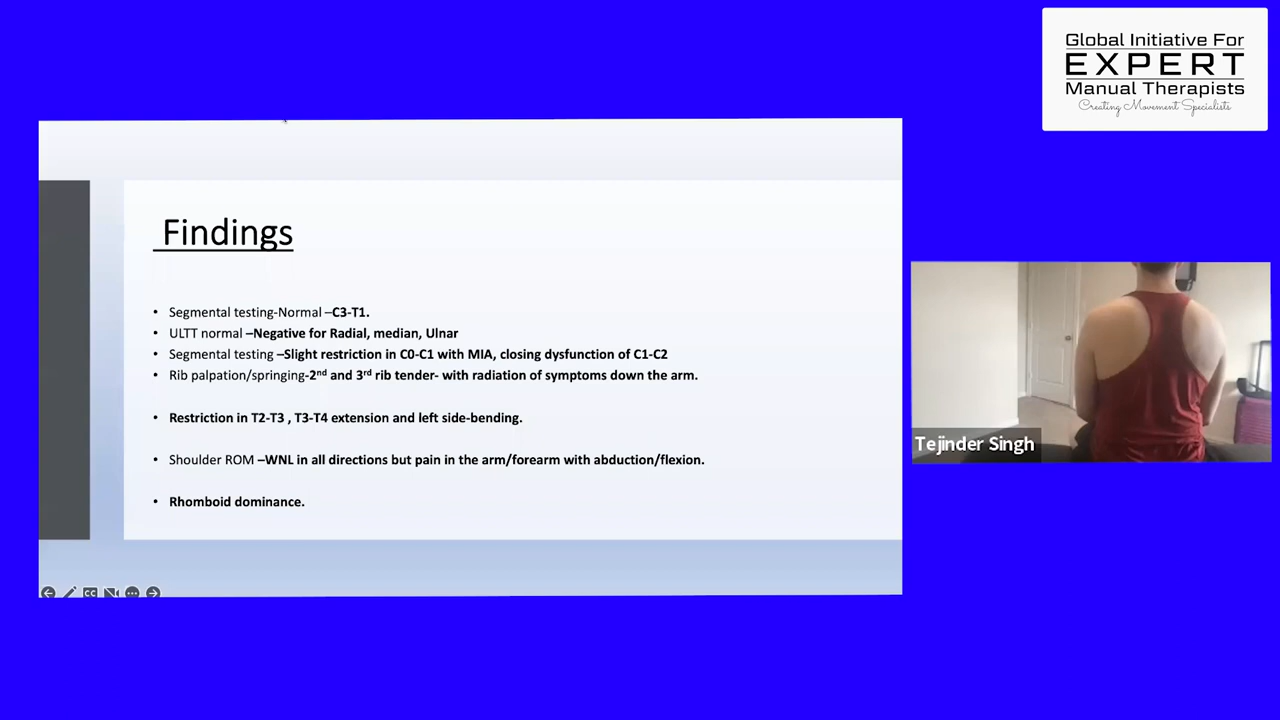 Global Initiative For
EXPERT
Manual Therapists
Creating Movement Specialists
Findings
• Segmental testing-Normal –C3-T1.
• ULTT normal –Negative for Radial, median, Ulnar
• Segmental testing –Slight restriction in C0-C1 with MIA, closing dysfunction of C1-C2
• Rib palpation/springing-2nd and 3rd rib tender- with radiation of symptoms down the arm.
• Restriction in T2-T3 , T3-T4 extension and left side-bending.
• Shoulder ROM –WNL in all directions but pain in the arm/forearm with abduction/flexion.
• Rhomboid dominance.
CC
Tejinder Singh